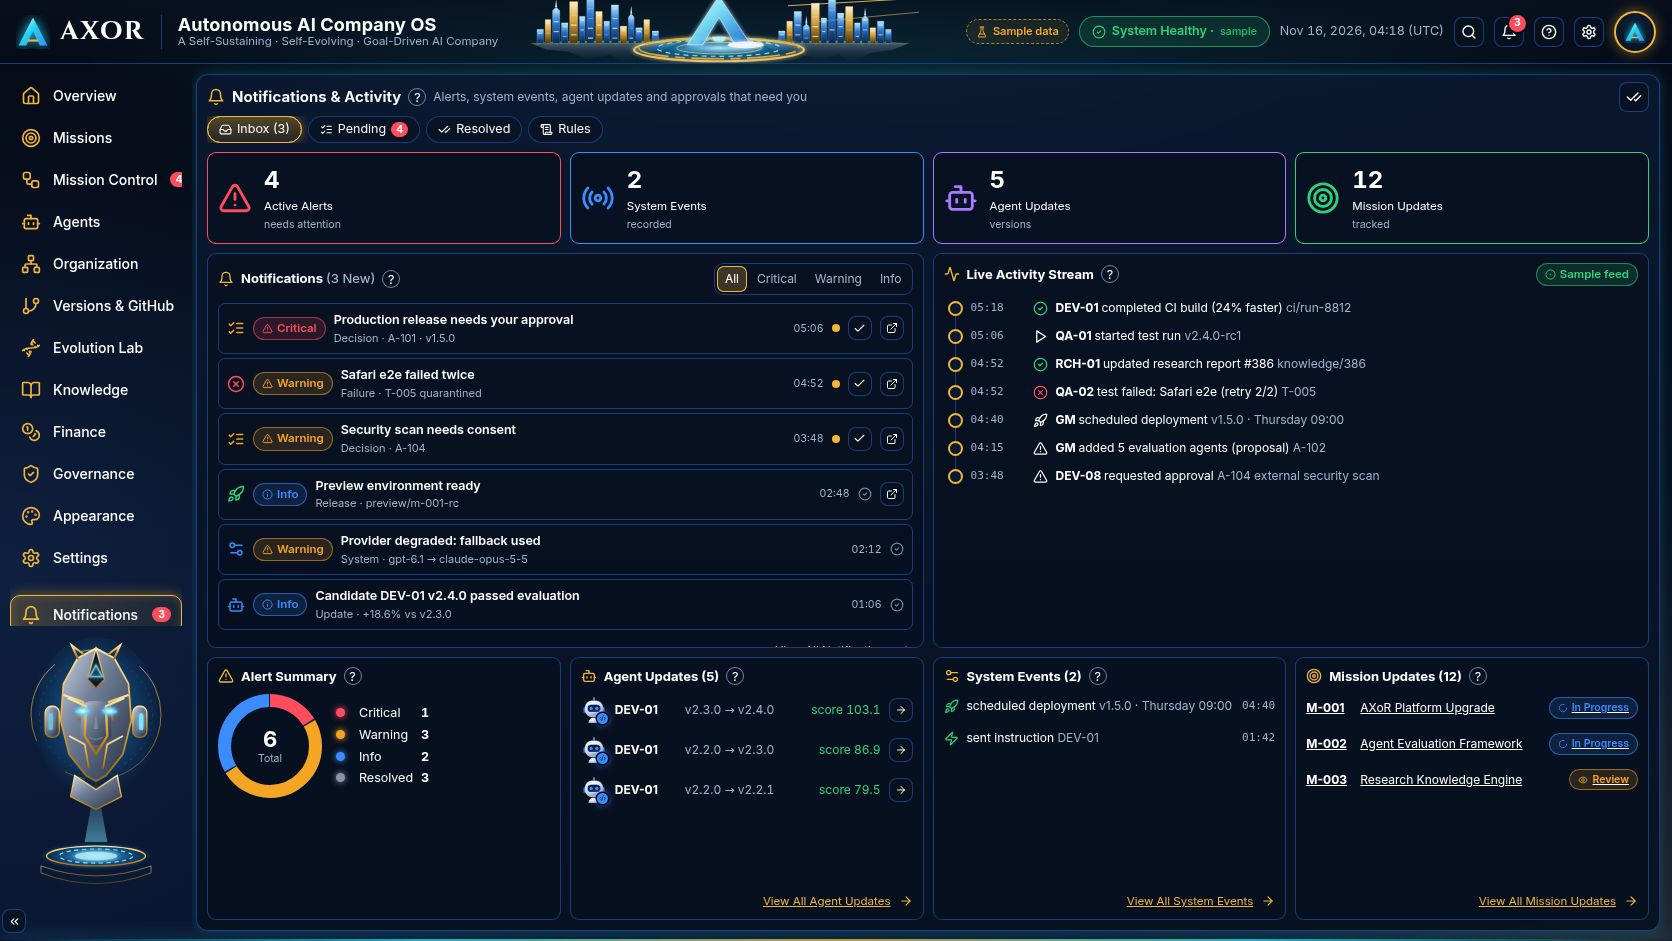 AXOR
Autonomous AI Company OS
A Self-Sustaining · Self-Evolving · Goal-Driven AI Company
Sample data
System Healthy · sample
Nov 16, 2026, 04:18 (UTC)
3
Overview
Missions
Mission Control 4
Agents
Organization
Versions & GitHub
Evolution Lab
Knowledge
Finance
Governance
Appearance
Settings
Notifications 3
Notifications & Activity ? Alerts, system events, agent updates and approvals that need you
Inbox (3)
Pending 4
Resolved
Rules
4
Active Alerts
needs attention
2
System Events
recorded
5
Agent Updates
versions
12
Mission Updates
tracked
Notifications (3 New) ?
All Critical Warning Info
Critical Production release needs your approval 05:06
Decision · A-101 · v1.5.0
Warning Safari e2e failed twice 04:52
Failure · T-005 quarantined
Warning Security scan needs consent 03:48
Decision · A-104
Info Preview environment ready 02:48
Release · preview/m-001-rc
Warning Provider degraded: fallback used 02:12
System · gpt-6.1 → claude-opus-5-5
Info Candidate DEV-01 v2.4.0 passed evaluation 01:06
Update · +18.6% vs v2.3.0
Live Activity Stream ? Sample feed
05:18 DEV-01 completed CI build (24% faster) ci/run-8812
05:06 QA-01 started test run v2.4.0-rc1
04:52 RCH-01 updated research report #386 knowledge/386
04:52 QA-02 test failed: Safari e2e (retry 2/2) T-005
04:40 GM scheduled deployment v1.5.0 · Thursday 09:00
04:15 GM added 5 evaluation agents (proposal) A-102
03:48 DEV-08 requested approval A-104 external security scan
Alert Summary ?
6
Total
Critical 1
Warning 3
Info 2
Resolved 3
Agent Updates (5) ?
DEV-01 v2.3.0 → v2.4.0 score 103.1
DEV-01 v2.2.0 → v2.3.0 score 86.9
DEV-01 v2.2.0 → v2.2.1 score 79.5
View All Agent Updates →
System Events (2) ?
scheduled deployment v1.5.0 · Thursday 09:00 04:40
sent instruction DEV-01 01:42
View All System Events →
Mission Updates (12) ?
M-001 AXoR Platform Upgrade In Progress
M-002 Agent Evaluation Framework In Progress
M-003 Research Knowledge Engine Review
View All Mission Updates →